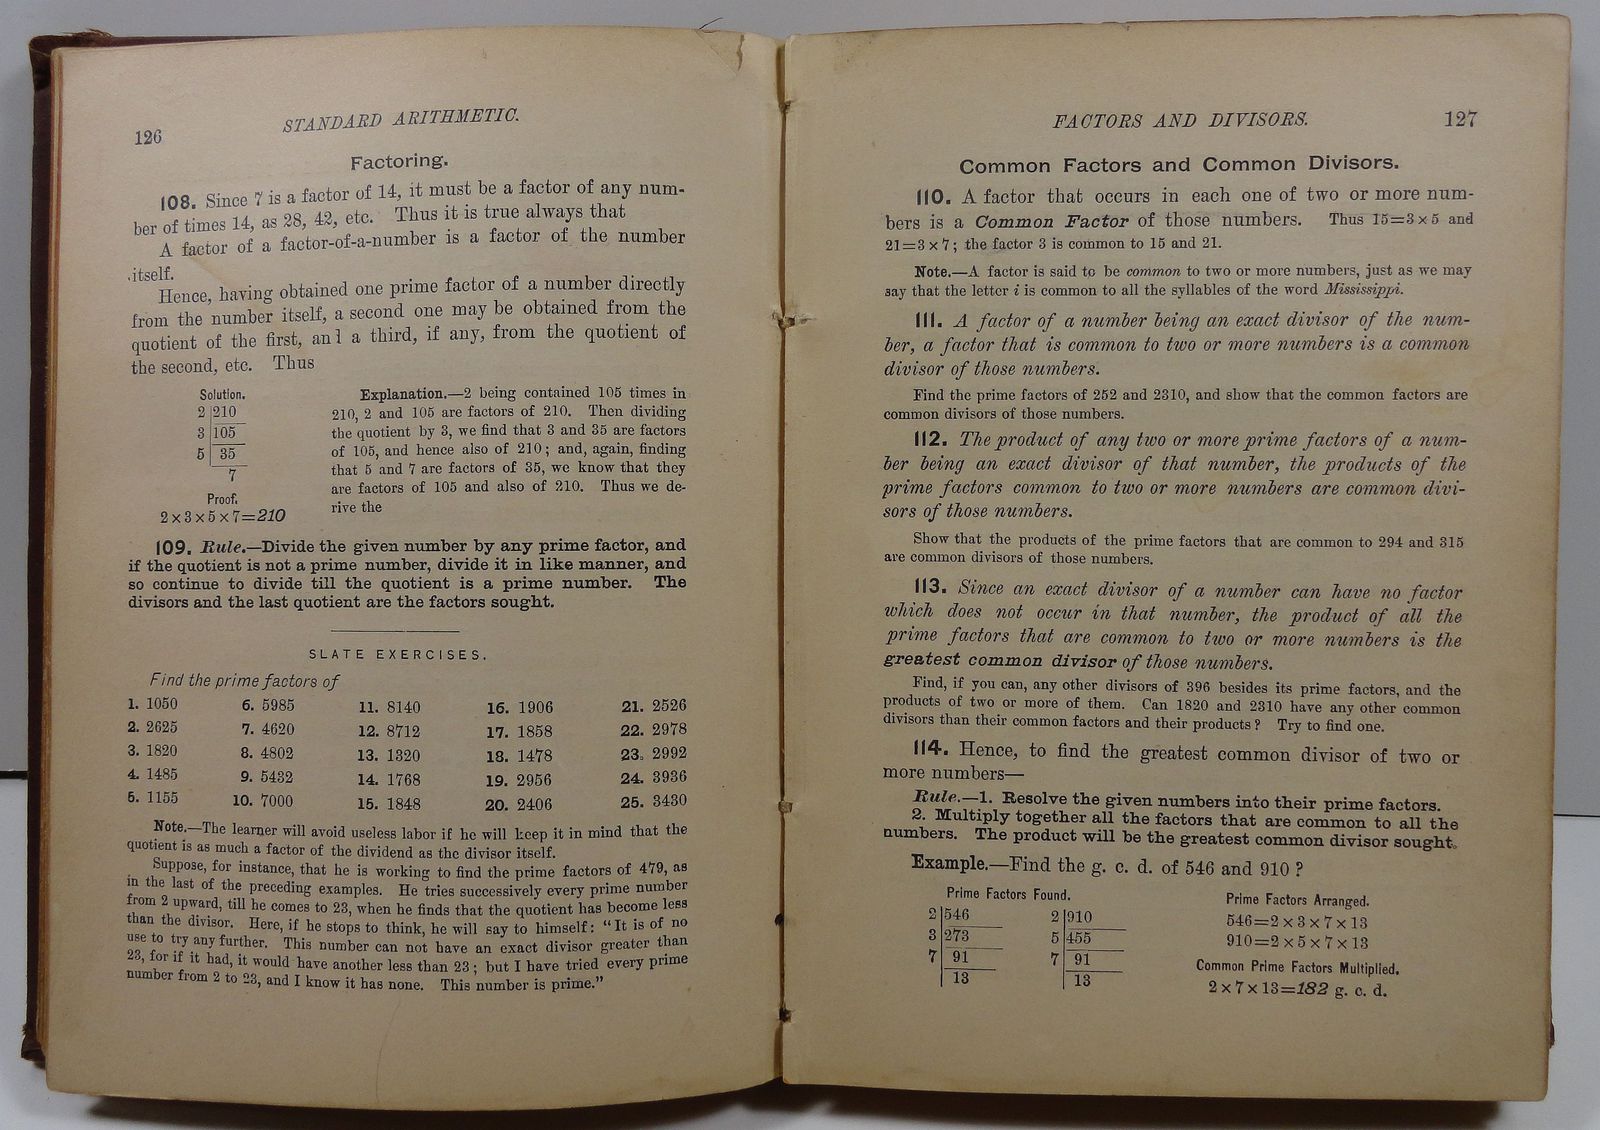 126
STANDARD ARITHMETIC.
Factoring.
108. Since 7 is a factor of 14, it must be a factor of any num-
ber of times 14, as 28, 42, etc. Thus it is true always that
A factor of a factor-of-a-number is a factor of the number
itself.
Hence, having obtained one prime factor of a number directly
from the number itself, a second one may be obtained from the
quotient of the first, and a third, if any, from the quotient of
the second, etc. Thus
Solution.
2 |210
3 |105
5 | 35
7
Proof.
2×3×5×7=210
Explanation.—2 being contained 105 times in
210, 2 and 105 are factors of 210. Then dividing
the quotient by 3, we find that 3 and 35 are factors
of 105, and hence also of 210; and, again, finding
that 5 and 7 are factors of 35, we know that they
are factors of 105 and also of 210. Thus we de-
rive the
109. Rule.—Divide the given number by any prime factor, and
if the quotient is not a prime number, divide it in like manner, and
so continue to divide till the quotient is a prime number. The
divisors and the last quotient are the factors sought.
SLATE EXERCISES.
Find the prime factors of
1. 1050 6. 5985 11. 8140 16. 1906 21. 2526
2. 2625 7. 4620 12. 8712 17. 1858 22. 2978
3. 1820 8. 4802 13. 1320 18. 1478 23. 2992
4. 1485 9. 5432 14. 1768 19. 2956 24. 3936
5. 1155 10. 7000 15. 1848 20. 2406 25. 3430
Note.—The learner will avoid useless labor if he will keep it in mind that the
quotient is as much a factor of the dividend as the divisor itself.
Suppose, for instance, that he is working to find the prime factors of 479, as
in the last of the preceding examples. He tries successively every prime number
from 2 upward, till he comes to 23, when he finds that the quotient has become less
than the divisor. Here, if he stops to think, he will say to himself: "It is of no
use to try any further. This number can not have an exact divisor greater than
23, for if it had, it would have another less than 23; but I have tried every prime
number from 2 to 23, and I know it has none. This number is prime."
FACTORS AND DIVISORS.
127
Common Factors and Common Divisors.
110. A factor that occurs in each one of two or more num-
bers is a Common Factor of those numbers. Thus 15=3×5 and
21=3×7; the factor 3 is common to 15 and 21.
Note.—A factor is said to be common to two or more numbers, just as we may
say that the letter i is common to all the syllables of the word Mississippi.
111. A factor of a number being an exact divisor of the num-
ber, a factor that is common to two or more numbers is a common
divisor of those numbers.
Find the prime factors of 252 and 2310, and show that the common factors are
common divisors of those numbers.
112. The product of any two or more prime factors of a num-
ber being an exact divisor of that number, the products of the
prime factors common to two or more numbers are common divi-
sors of those numbers.
Show that the products of the prime factors that are common to 294 and 315
are common divisors of those numbers.
113. Since an exact divisor of a number can have no factor
which does not occur in that number, the product of all the
prime factors that are common to two or more numbers is the
greatest common divisor of those numbers.
Find, if you can, any other divisors of 396 besides its prime factors, and the
products of two or more of them. Can 1820 and 2310 have any other common
divisors than their common factors and their products? Try to find one.
114. Hence, to find the greatest common divisor of two or
more numbers—
Rule.—1. Resolve the given numbers into their prime factors.
2. Multiply together all the factors that are common to all the
numbers. The product will be the greatest common divisor sought.
Example.—Find the g. c. d. of 546 and 910?
Prime Factors Found.
2|546 2|910
3|273 5|455
7| 91 7| 91
| 13 | 13
Prime Factors Arranged.
546=2×3×7×13
910=2×5×7×13
Common Prime Factors Multiplied.
2×7×13=182 g. c. d.